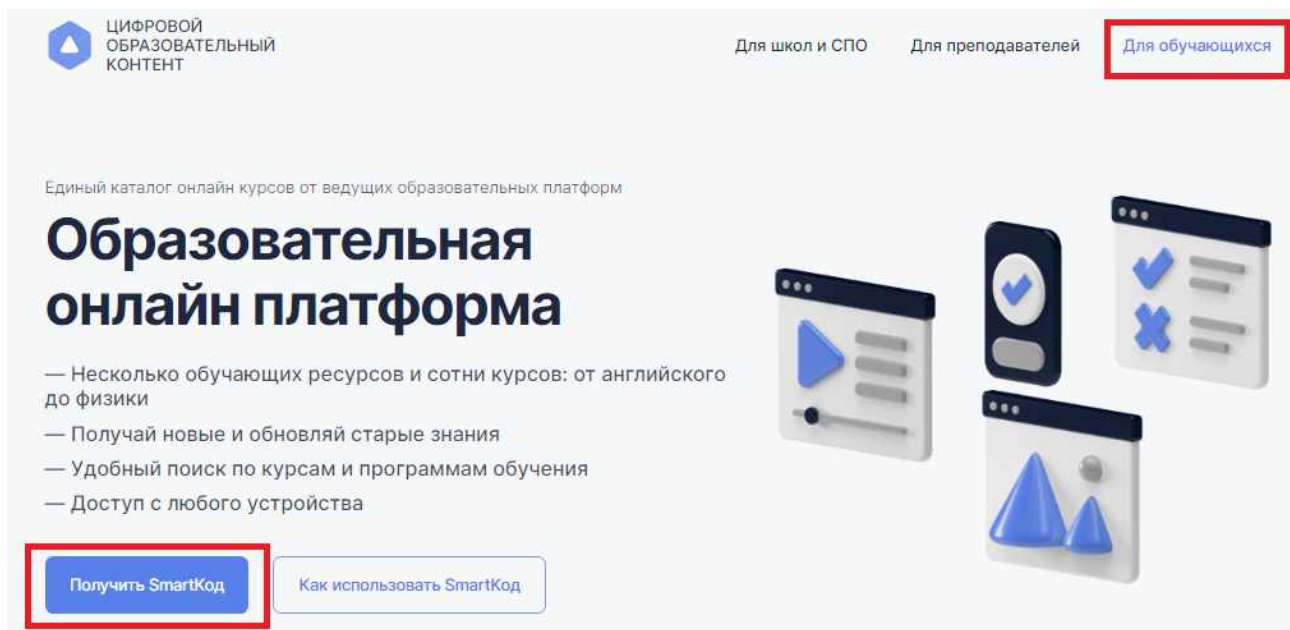 ЦИФРОВОЙ
ОБРАЗОВАТЕЛЬНЫЙ
КОНТЕНТ
Для школ и СПО
Для преподавателей
Для обучающихся
Единый каталог онлайн курсов от ведущих образовательных платформ
Образовательная
онлайн платформа
— Несколько обучающих ресурсов и сотни курсов: от английского
до физики
— Получай новые и обновляй старые знания
— Удобный поиск по курсам и программам обучения
— Доступ с любого устройства
Получить SmartКод
Как использовать SmartКод